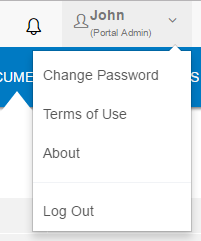 John
(Portal Admin)
Change Password
Terms of Use
About
Log Out